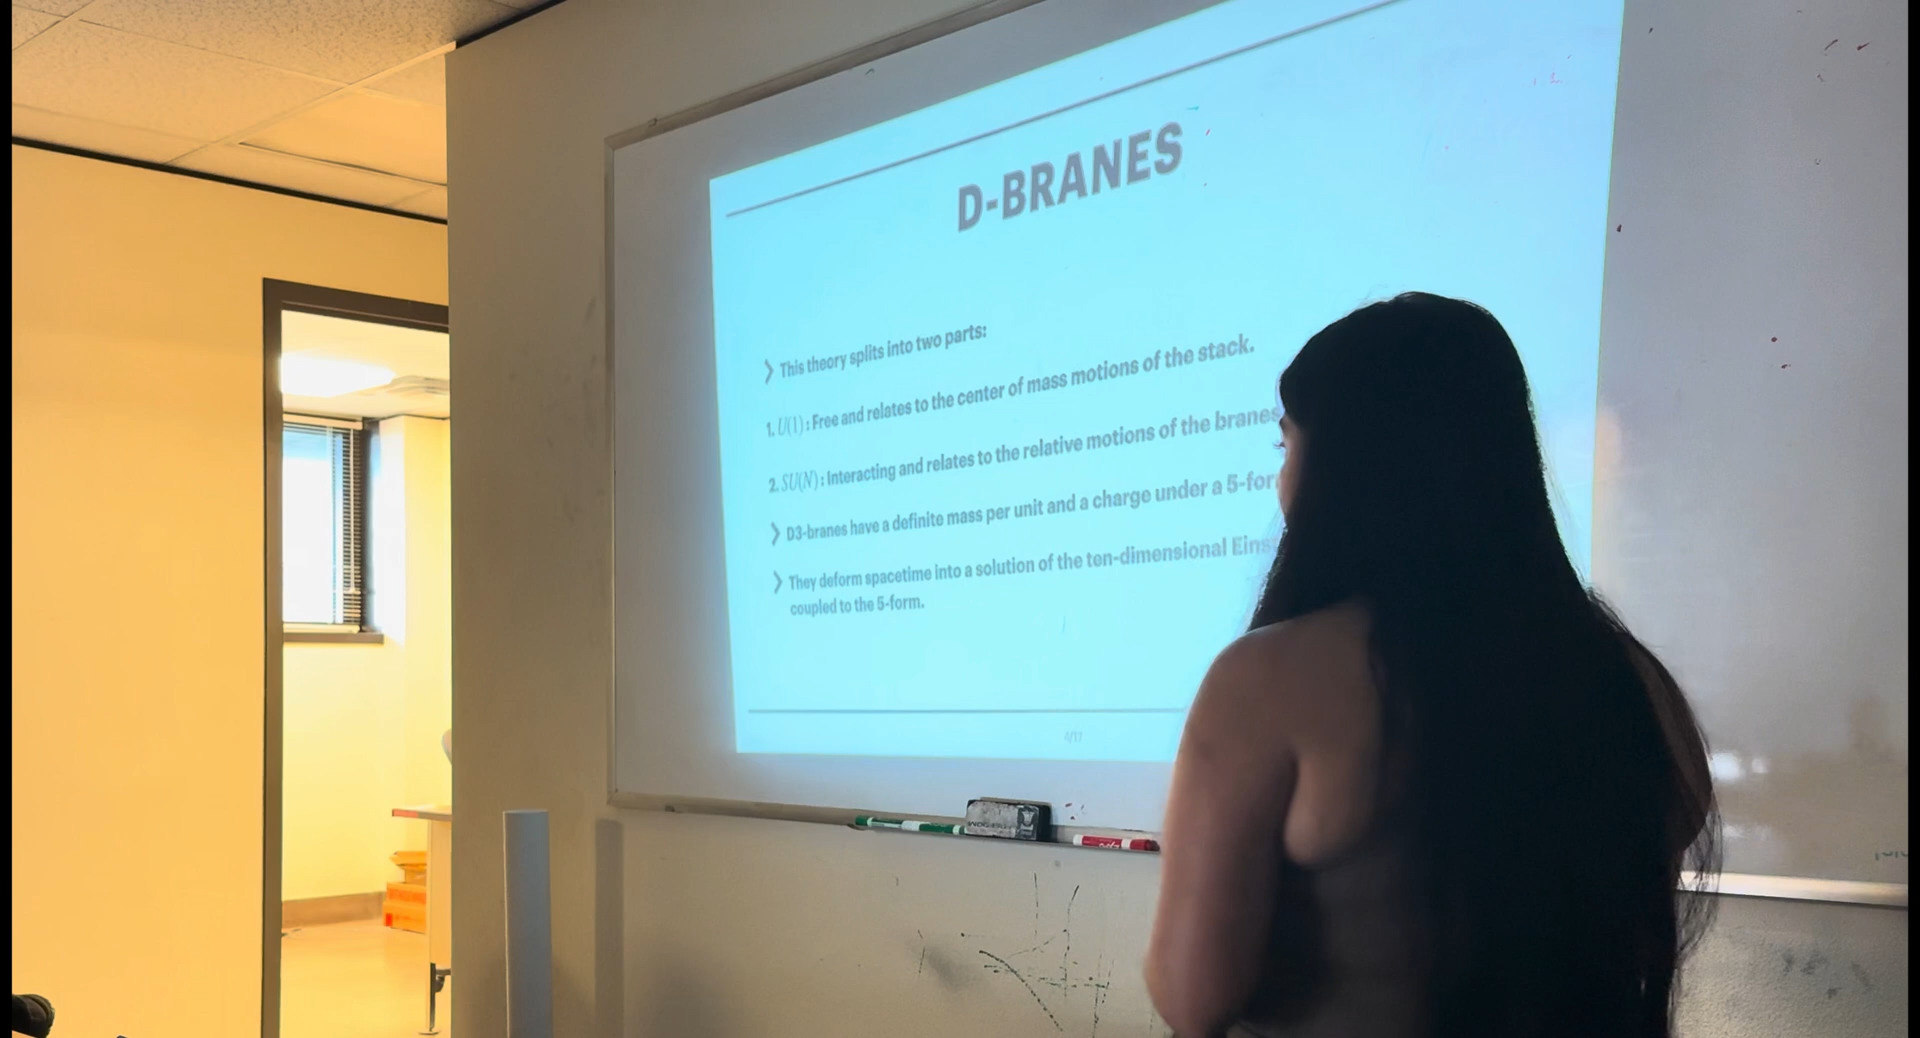 D-BRANES
❯ This theory splits into two parts:
1. U(1) : Free and relates to the center of mass motions of the stack.
2. SU(N) : Interacting and relates to the relative motions of the branes
❯ D3-branes have a definite mass per unit and a charge under a 5-for
❯ They deform spacetime into a solution of the ten-dimensional Eins
coupled to the 5-form.
4/17